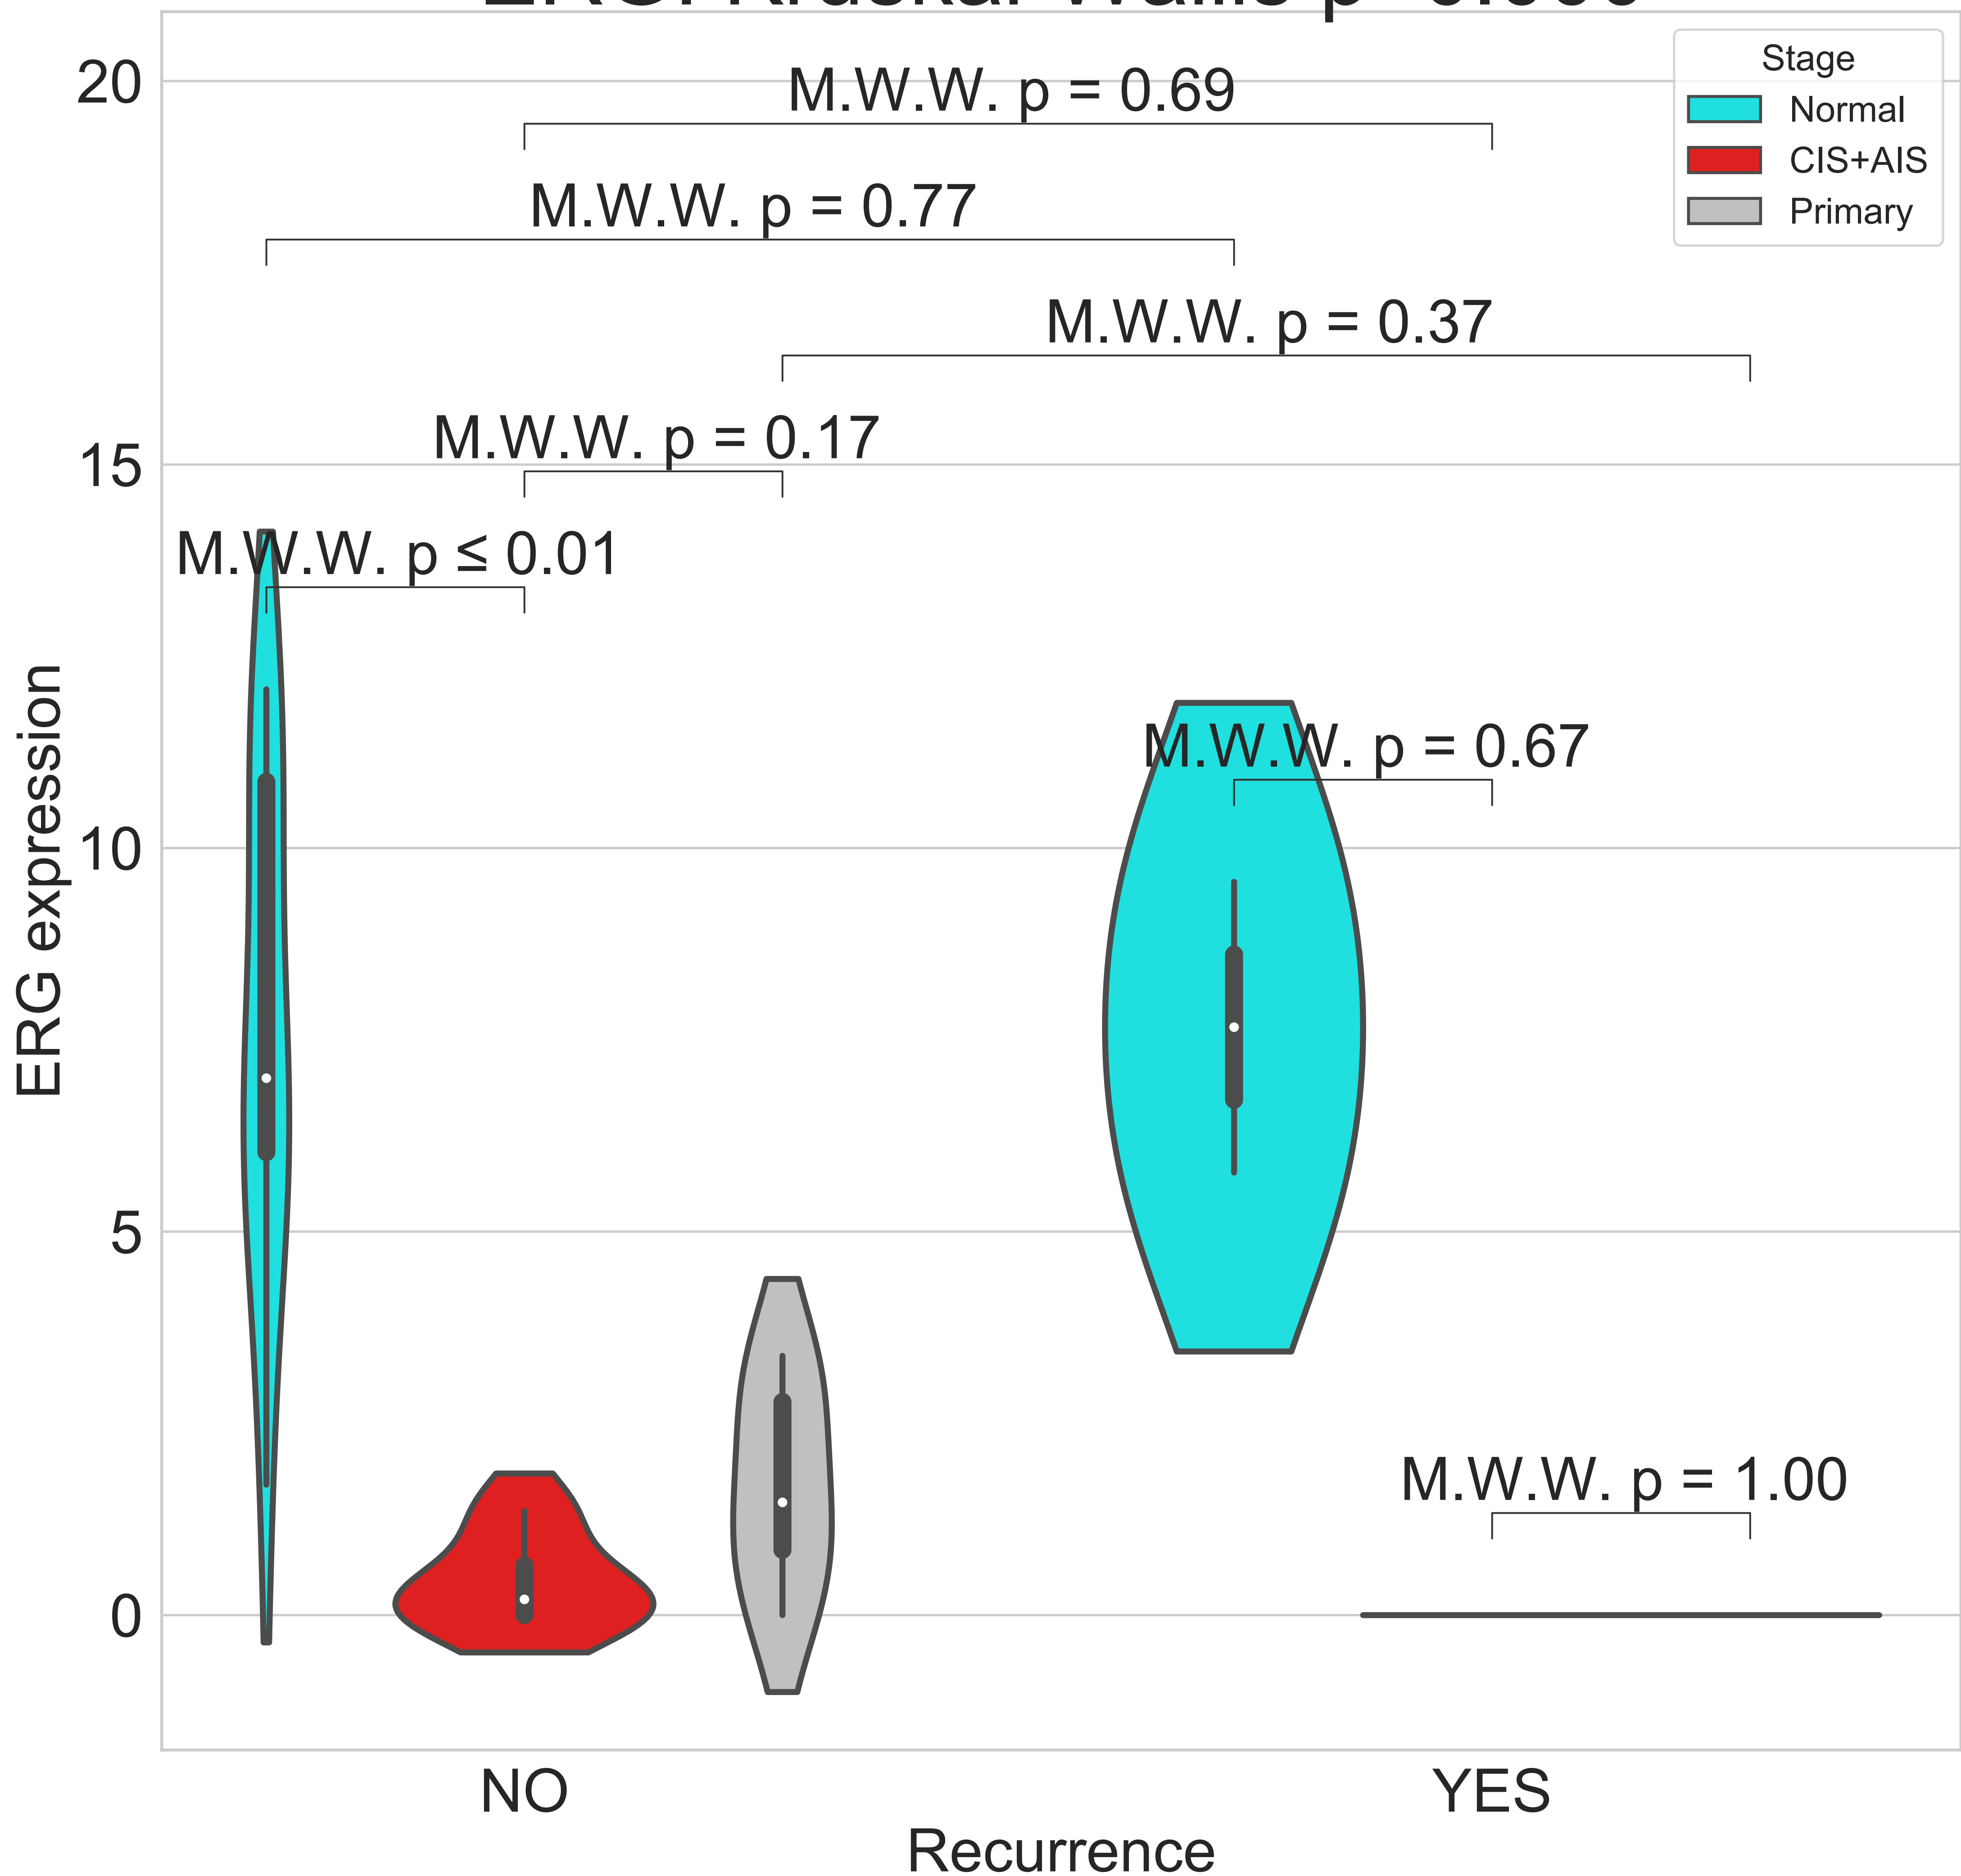 20
15
10
5
0
ERG expression
M.W.W. p = 0.69
M.W.W. p = 0.77
M.W.W. p = 0.37
M.W.W. p = 0.17
M.W.W. p ≤ 0.01
M.W.W. p = 0.67
M.W.W. p = 1.00
Stage
Normal
CIS+AIS
Primary
NO
YES
Recurrence